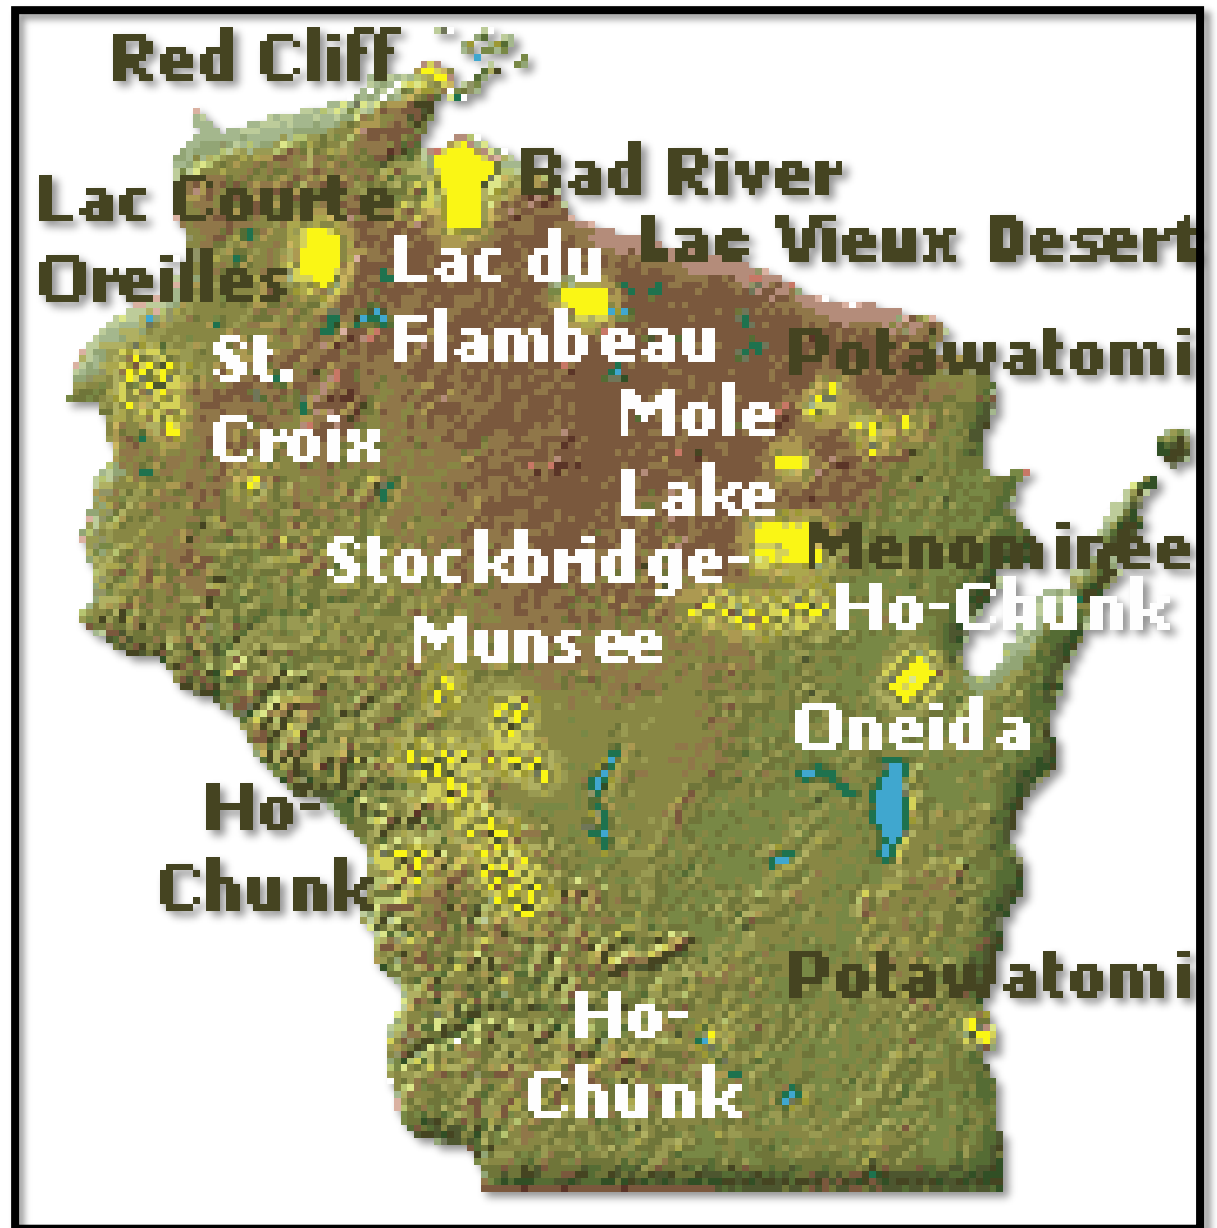 Red Cliff
Bad River
Lac Courte
Oreilles
Lac Vieux Desert
Lac du
Flambeau
St.
Croix
Potawatomi
Mole
Lake
Stockbridge-
Munsee
Menominee
Ho-Chunk
Oneida
Ho-
Chunk
Potawatomi
Ho-
Chunk